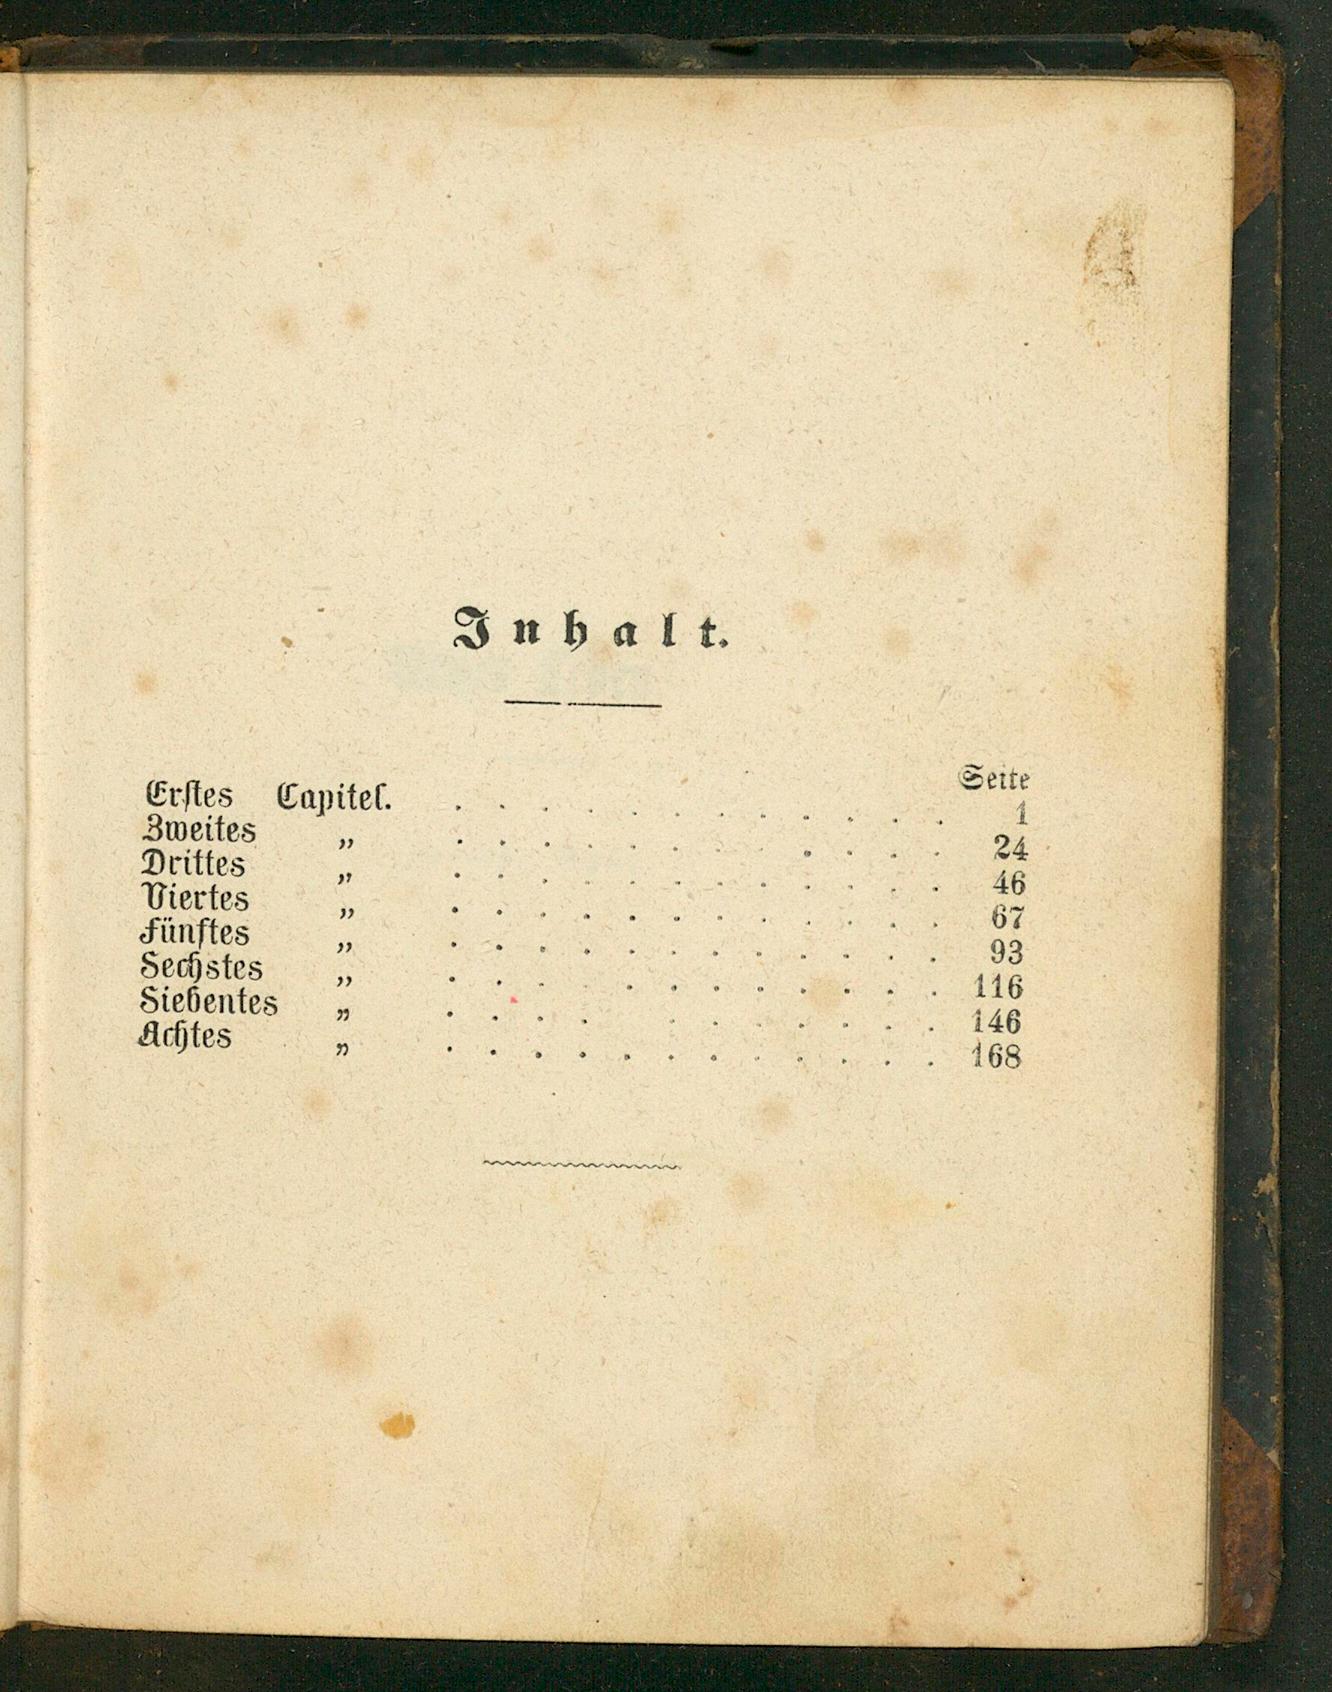 Inhalt.
Seite
Erstes Capitel. . . . . . . . . . . . . 1
Zweites „ . . . . . . . . . . . . 24
Drittes „ . . . . . . . . . . . . 46
Viertes „ . . . . . . . . . . . . 67
Fünftes „ . . . . . . . . . . . . 93
Sechstes „ . . . . . . . . . . . . 116
Siebentes „ . . . . . . . . . . . 146
Achtes „ . . . . . . . . . . . . 168